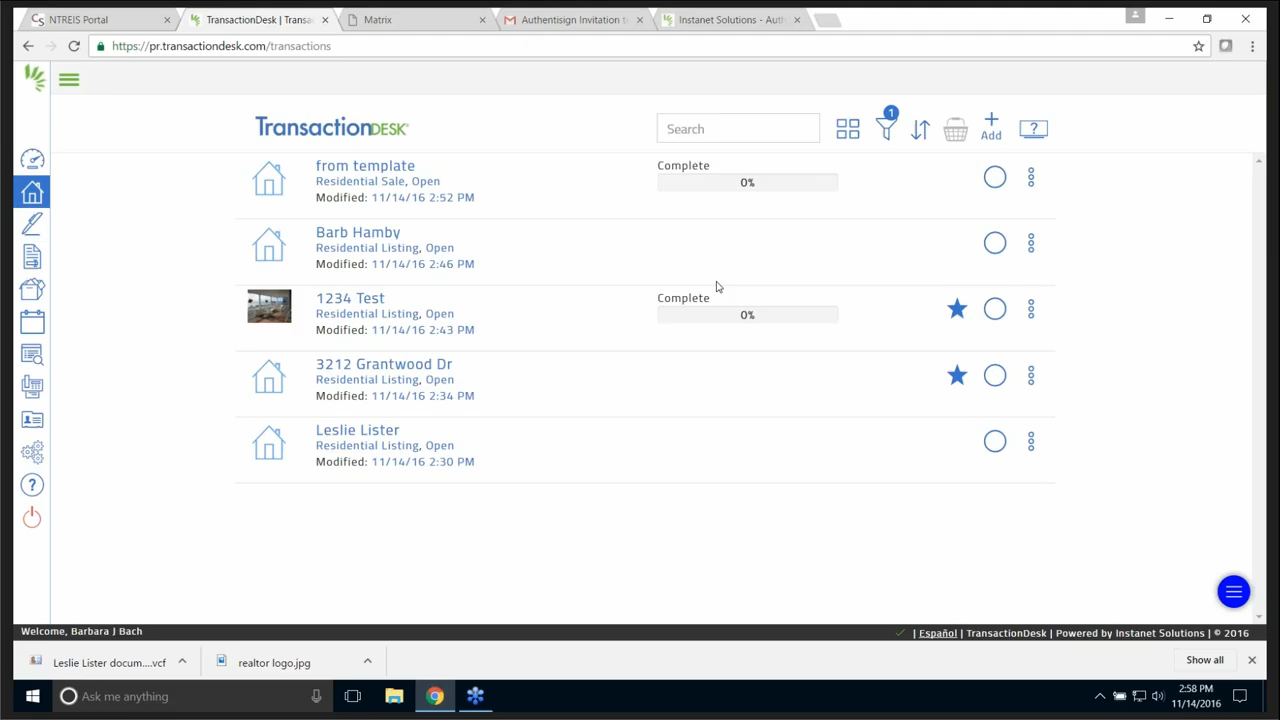 NTREIS Portal
TransactionDesk | Transa
Matrix
Authentisign Invitation t
Instanet Solutions - Auth
https://pr.transactiondesk.com/transactions
TransactionDESK
Search
1
Add
?
from template
Residential Sale, Open
Modified: 11/14/16 2:52 PM
Complete
0%
Barb Hamby
Residential Listing, Open
Modified: 11/14/16 2:46 PM
1234 Test
Residential Listing, Open
Modified: 11/14/16 2:43 PM
Complete
0%
3212 Grantwood Dr
Residential Listing, Open
Modified: 11/14/16 2:34 PM
Leslie Lister
Residential Listing, Open
Modified: 11/14/16 2:30 PM
?
Welcome, Barbara J Bach
| Español | TransactionDesk | Powered by Instanet Solutions | © 2016
Leslie Lister docum....vcf
realtor logo.jpg
Show all
Ask me anything
2:58 PM
11/14/2016